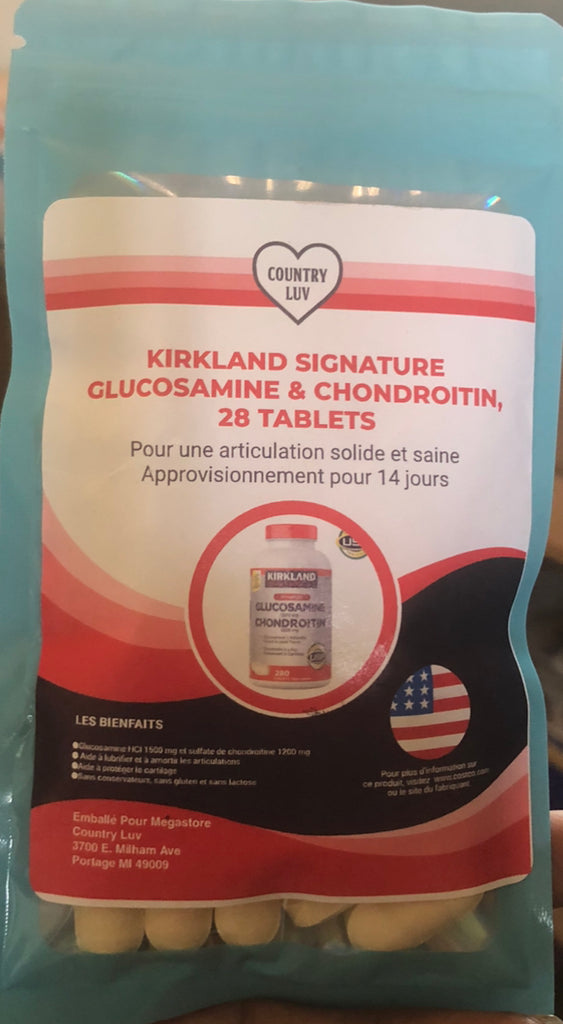 COUNTRY
LUV
KIRKLAND SIGNATURE
GLUCOSAMINE & CHONDROITIN,
28 TABLETS
Pour une articulation solide et saine
Approvisionnement pour 14 jours
KIRKLAND
GLUCOSAMINE
CHONDROITIN
280
LES BIENFAITS
●Glucosamine HCl 1500 mg et sulfate de chondroitine 1200 mg
●Aide à lubrifier et à amortir les articulations
●Aide à protéger le cartilage
●Sans conservateurs, sans gluten et sans lactose
Pour plus d'information sur
ce produit, visitez www.costco.com
ou le site du fabriquant.
Emballé Pour Megastore
Country Luv
3700 E. Milham Ave
Portage MI 49009